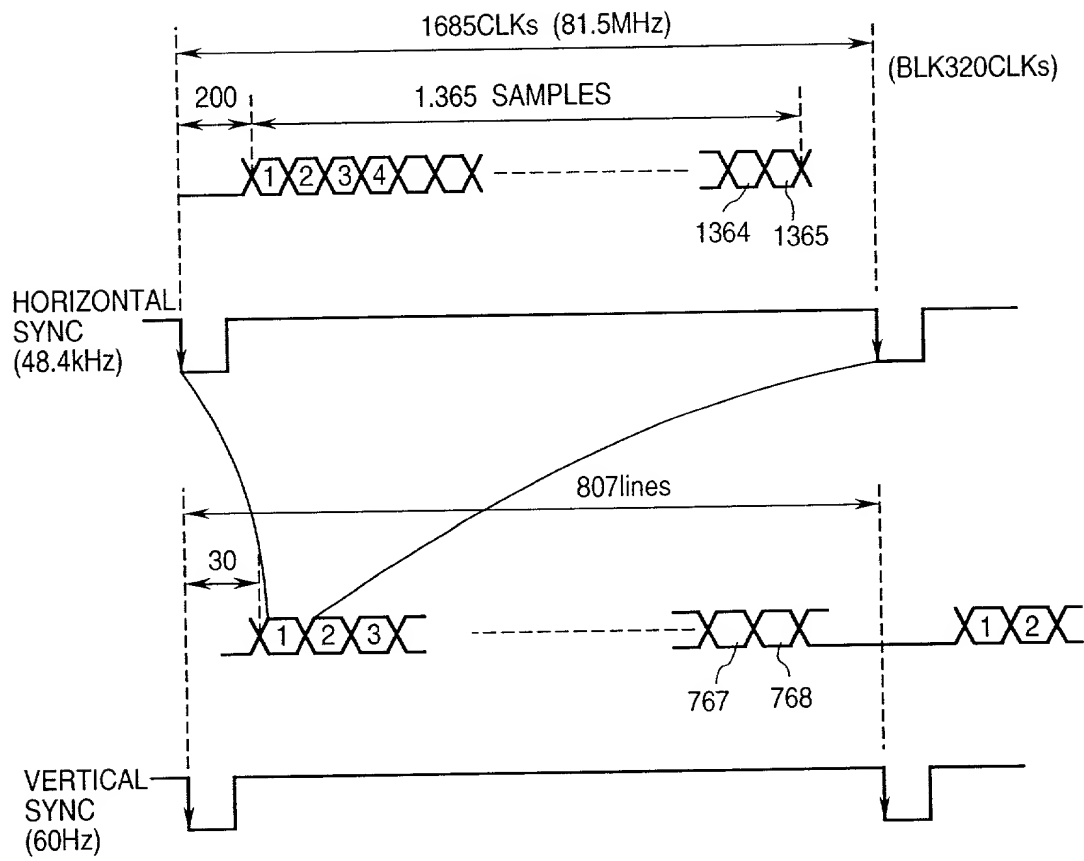 1685CLKs (81.5MHz)
(BLK320CLKs)
200
1.365 SAMPLES
1 2 3 4
1364 1365
HORIZONTAL
SYNC
(48.4kHz)
807lines
30
1 2 3
767 768
1 2
VERTICAL
SYNC
(60Hz)